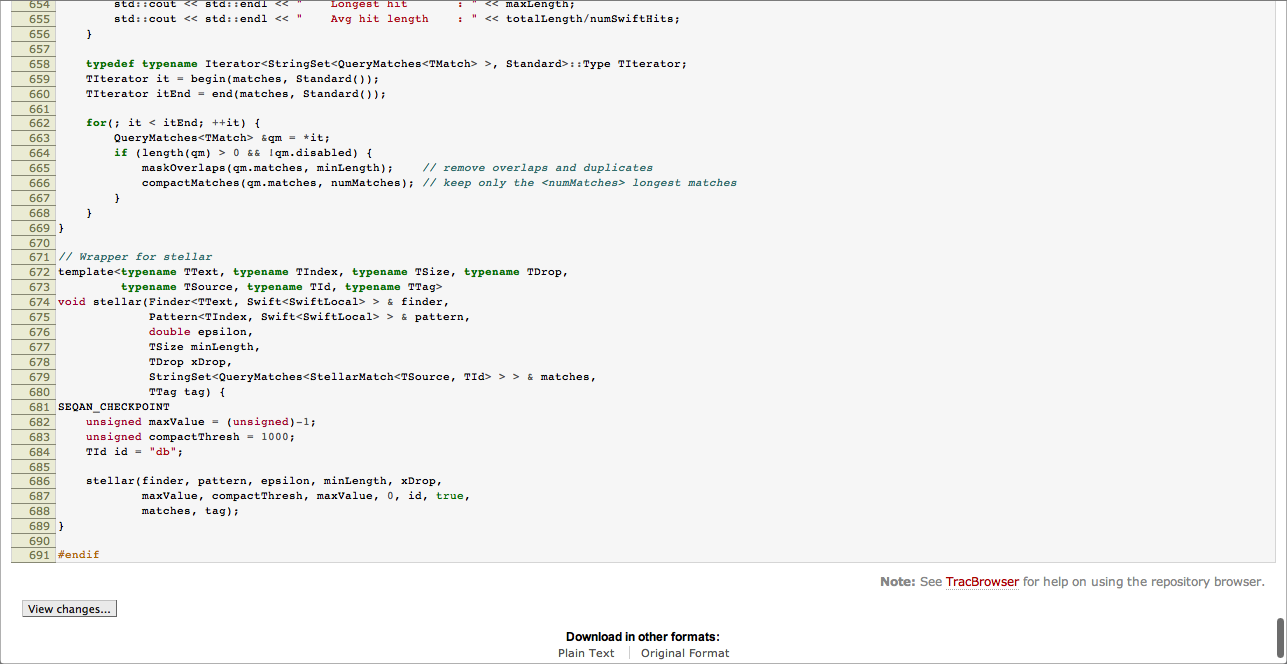 654         std::cout << std::endl << "    Longest hit       : " << maxLength;
655         std::cout << std::endl << "    Avg hit length    : " << totalLength/numSwiftHits;
656     }
657
658     typedef typename Iterator<StringSet<QueryMatches<TMatch> >, Standard>::Type TIterator;
659     TIterator it = begin(matches, Standard());
660     TIterator itEnd = end(matches, Standard());
661
662     for(; it < itEnd; ++it) {
663         QueryMatches<TMatch> &qm = *it;
664         if (length(qm) > 0 && !qm.disabled) {
665             maskOverlaps(qm.matches, minLength);    // remove overlaps and duplicates
666             compactMatches(qm.matches, numMatches); // keep only the <numMatches> longest matches
667         }
668     }
669 }
670
671 // Wrapper for stellar
672 template<typename TText, typename TIndex, typename TSize, typename TDrop,
673          typename TSource, typename TId, typename TTag>
674 void stellar(Finder<TText, Swift<SwiftLocal> > & finder,
675              Pattern<TIndex, Swift<SwiftLocal> > & pattern,
676              double epsilon,
677              TSize minLength,
678              TDrop xDrop,
679              StringSet<QueryMatches<StellarMatch<TSource, TId> > > & matches,
680              TTag tag) {
681 SEQAN_CHECKPOINT
682     unsigned maxValue = (unsigned)-1;
683     unsigned compactThresh = 1000;
684     TId id = "db";
685
686     stellar(finder, pattern, epsilon, minLength, xDrop,
687             maxValue, compactThresh, maxValue, 0, id, true,
688             matches, tag);
689 }
690
691 #endif
Note: See TracBrowser for help on using the repository browser.
View changes...
Download in other formats:
Plain Text Original Format